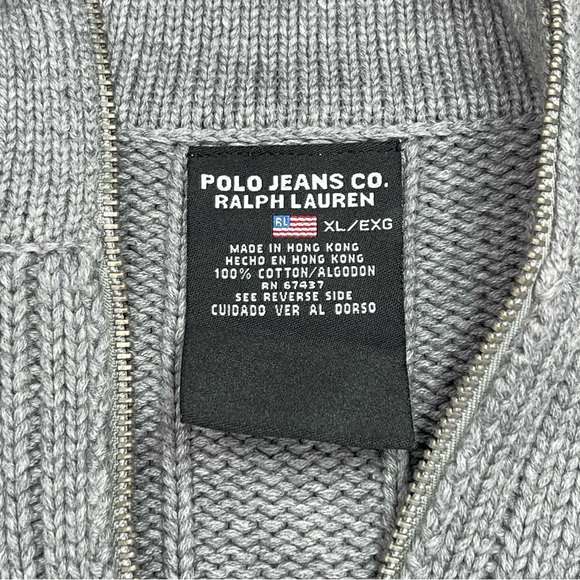 POLO JEANS CO.
RALPH LAUREN
RL XL/EXG
MADE IN HONG KONG
HECHO EN HONG KONG
100% COTTON/ALGODON
RN 67437
SEE REVERSE SIDE
CUIDADO VER AL DORSO